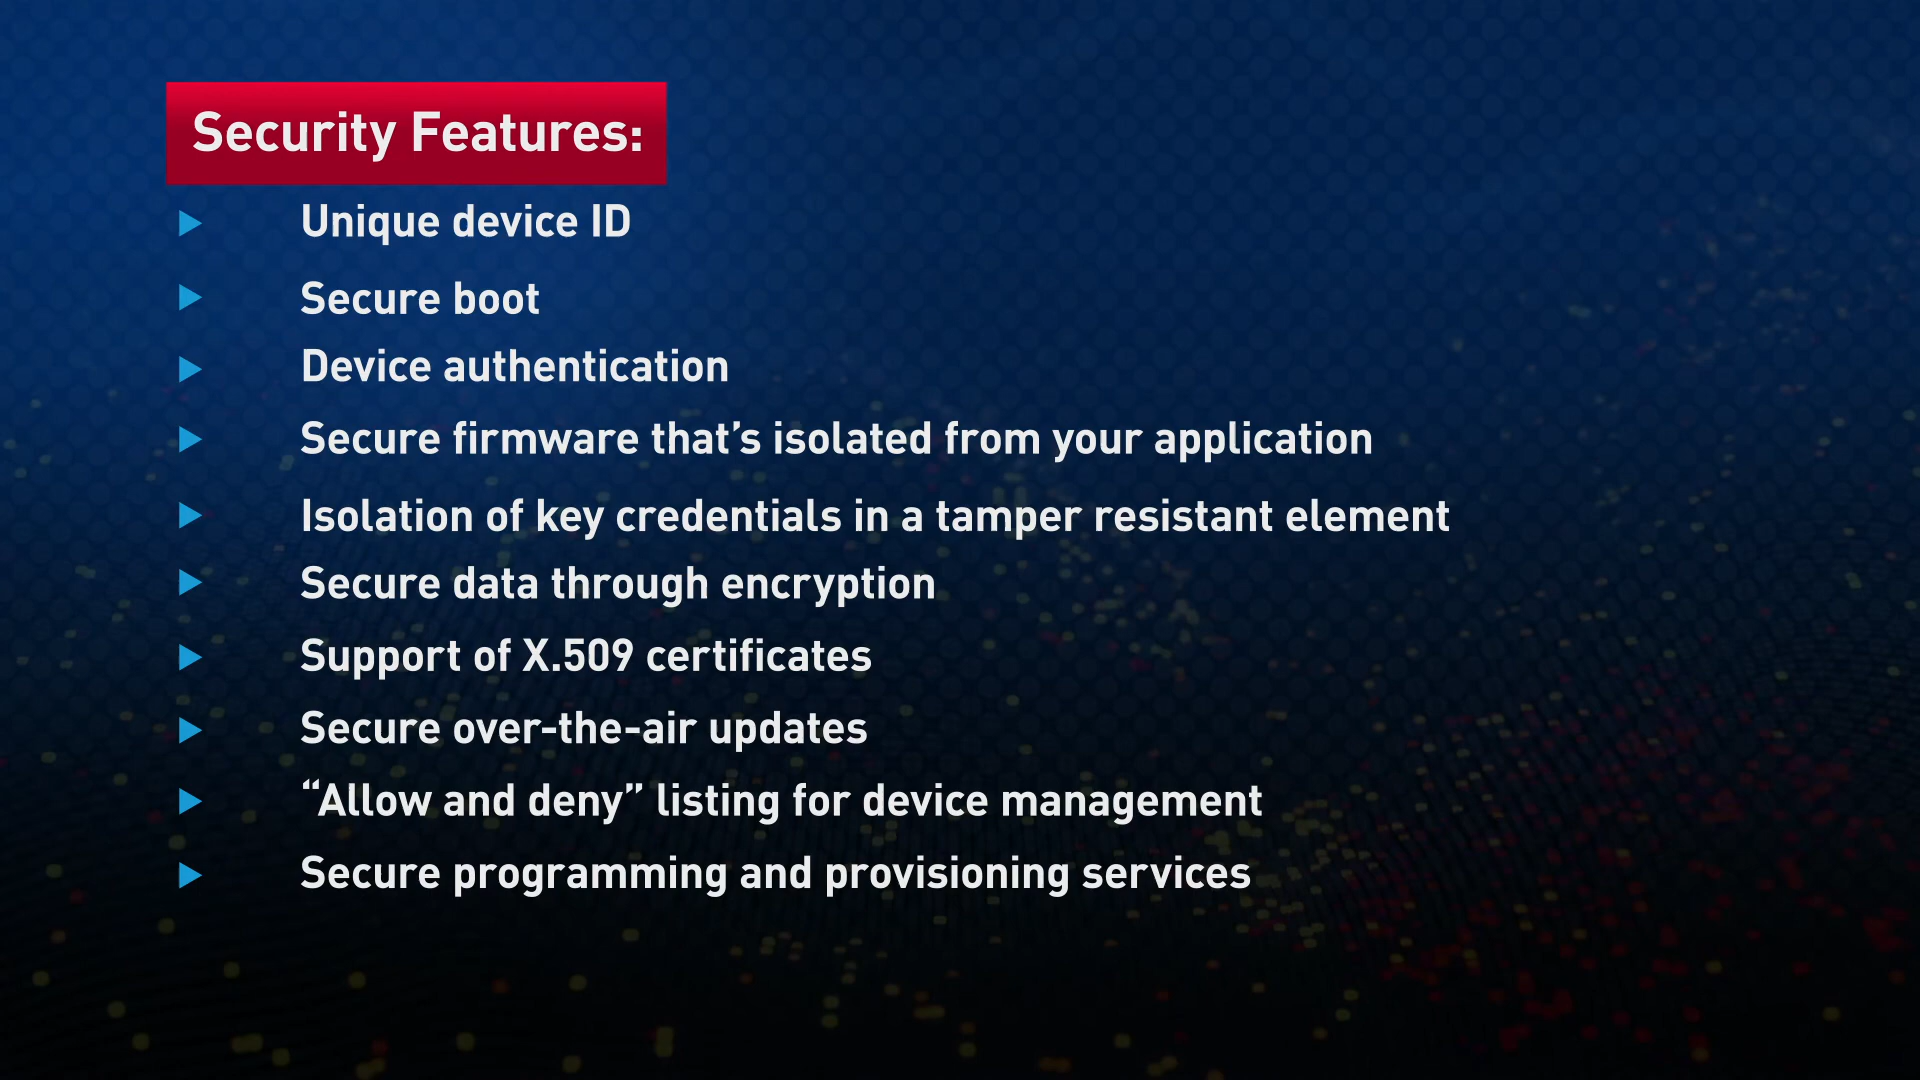 Security Features:
Unique device ID
Secure boot
Device authentication
Secure firmware that’s isolated from your application
Isolation of key credentials in a tamper resistant element
Secure data through encryption
Support of X.509 certificates
Secure over-the-air updates
“Allow and deny” listing for device management
Secure programming and provisioning services